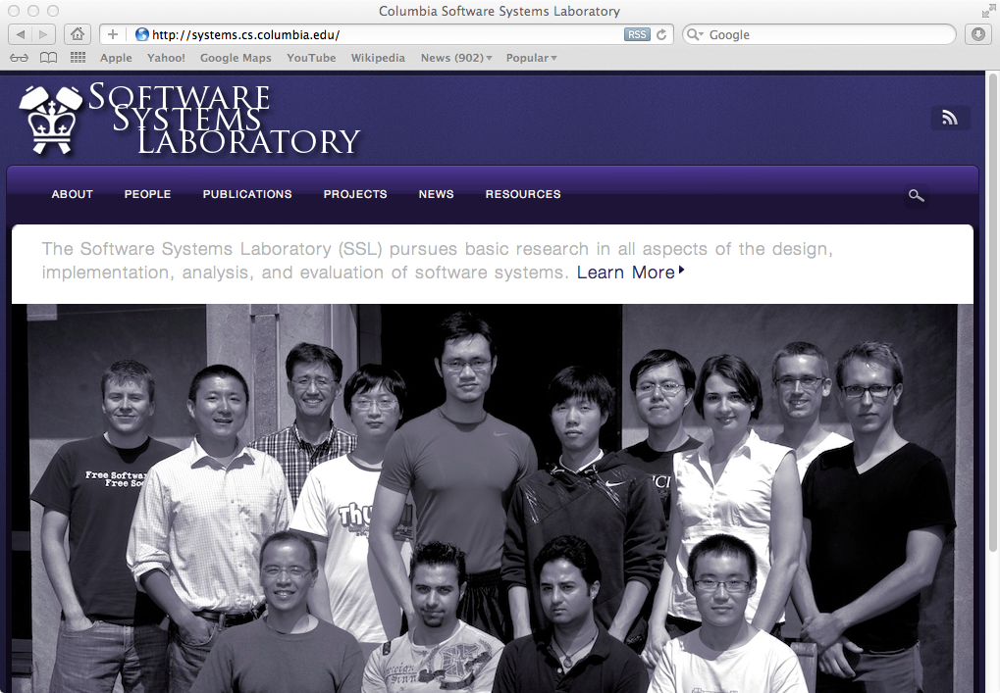 Columbia Software Systems Laboratory
http://systems.cs.columbia.edu/
RSS
Google
Apple
Yahoo!
Google Maps
YouTube
Wikipedia
News (902)
Popular
SOFTWARE
SYSTEMS
LABORATORY
ABOUT
PEOPLE
PUBLICATIONS
PROJECTS
NEWS
RESOURCES
The Software Systems Laboratory (SSL) pursues basic research in all aspects of the design,
implementation, analysis, and evaluation of software systems. Learn More
Free Softwa
Free Soc